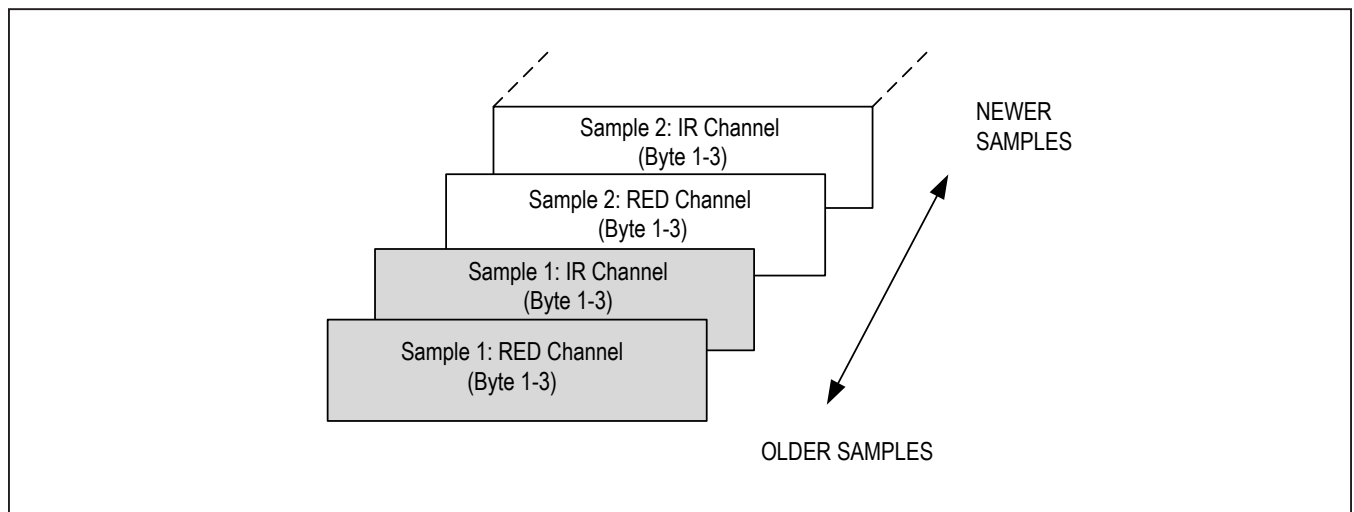 Sample 2: IR Channel
(Byte 1-3)
Sample 2: RED Channel
(Byte 1-3)
Sample 1: IR Channel
(Byte 1-3)
Sample 1: RED Channel
(Byte 1-3)
NEWER
SAMPLES
OLDER SAMPLES